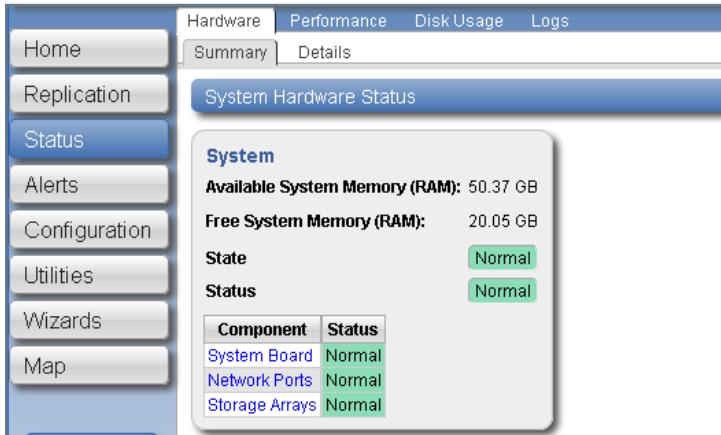 Hardware Performance Disk Usage Logs
Summary Details
Home
Replication
Status
Alerts
Configuration
Utilities
Wizards
Map
System Hardware Status
System
Available System Memory (RAM): 50.37 GB
Free System Memory (RAM): 20.05 GB
State Normal
Status Normal
Component Status
System Board Normal
Network Ports Normal
Storage Arrays Normal